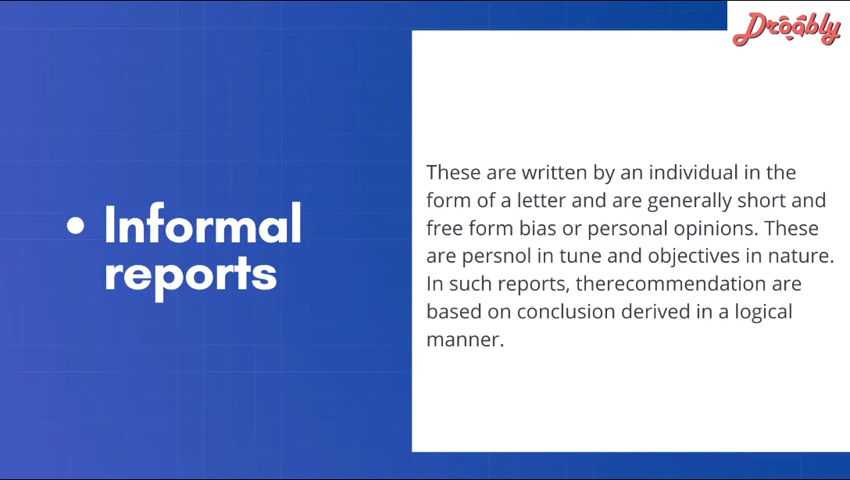 Droobly
• Informal
reports
These are written by an individual in the
form of a letter and are generally short and
free form bias or personal opinions. These
are persnol in tune and objectives in nature.
In such reports, therecommendation are
based on conclusion derived in a logical
manner.